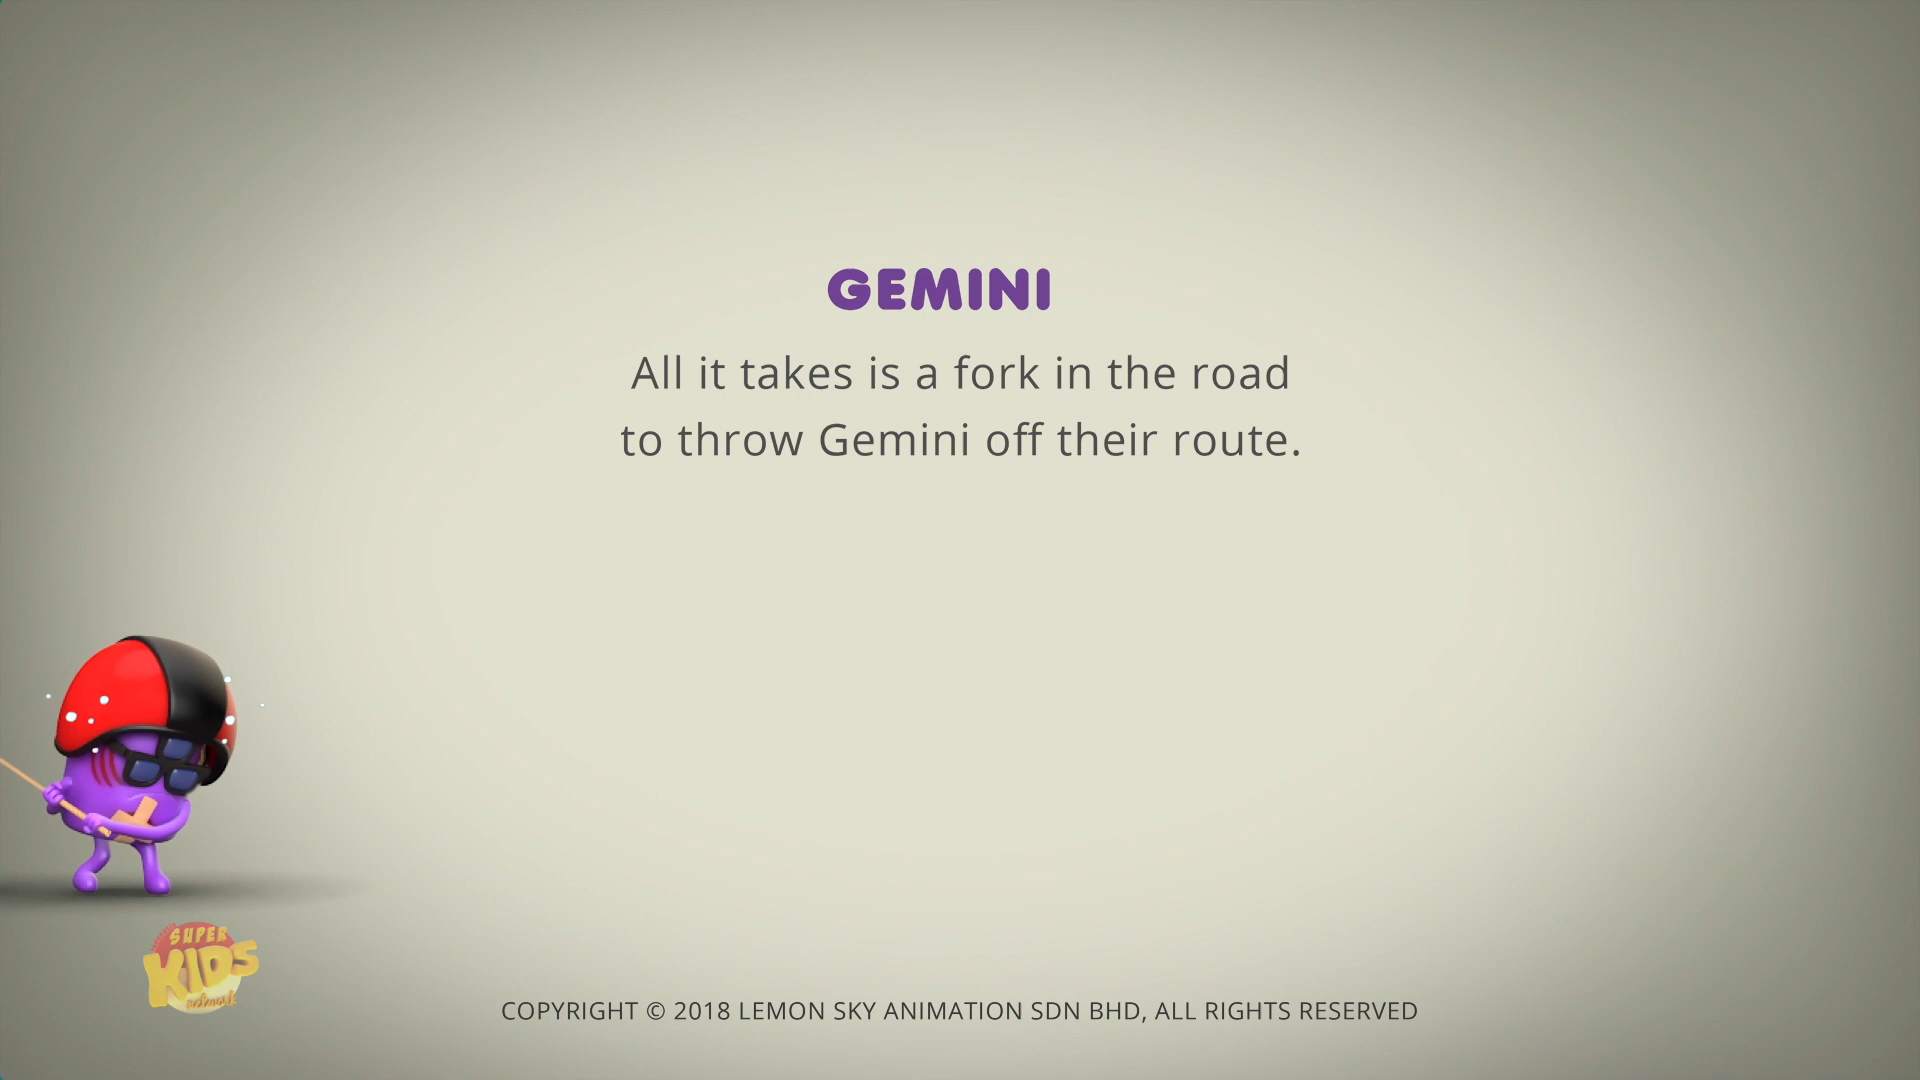 GEMINI
All it takes is a fork in the road
to throw Gemini off their route.
SUPER
KIDS
network
COPYRIGHT © 2018 LEMON SKY ANIMATION SDN BHD, ALL RIGHTS RESERVED